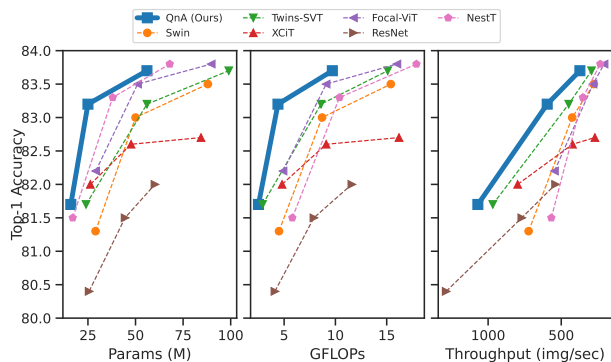 QnA (Ours) Twins-SVT Focal-ViT NestT
Swin XCiT ResNet
Top-1 Accuracy
84.0
83.5
83.0
82.5
82.0
81.5
81.0
80.5
80.0
25 50 75 100 5 10 15 1000 500
Params (M) GFLOPs Throughput (img/sec)